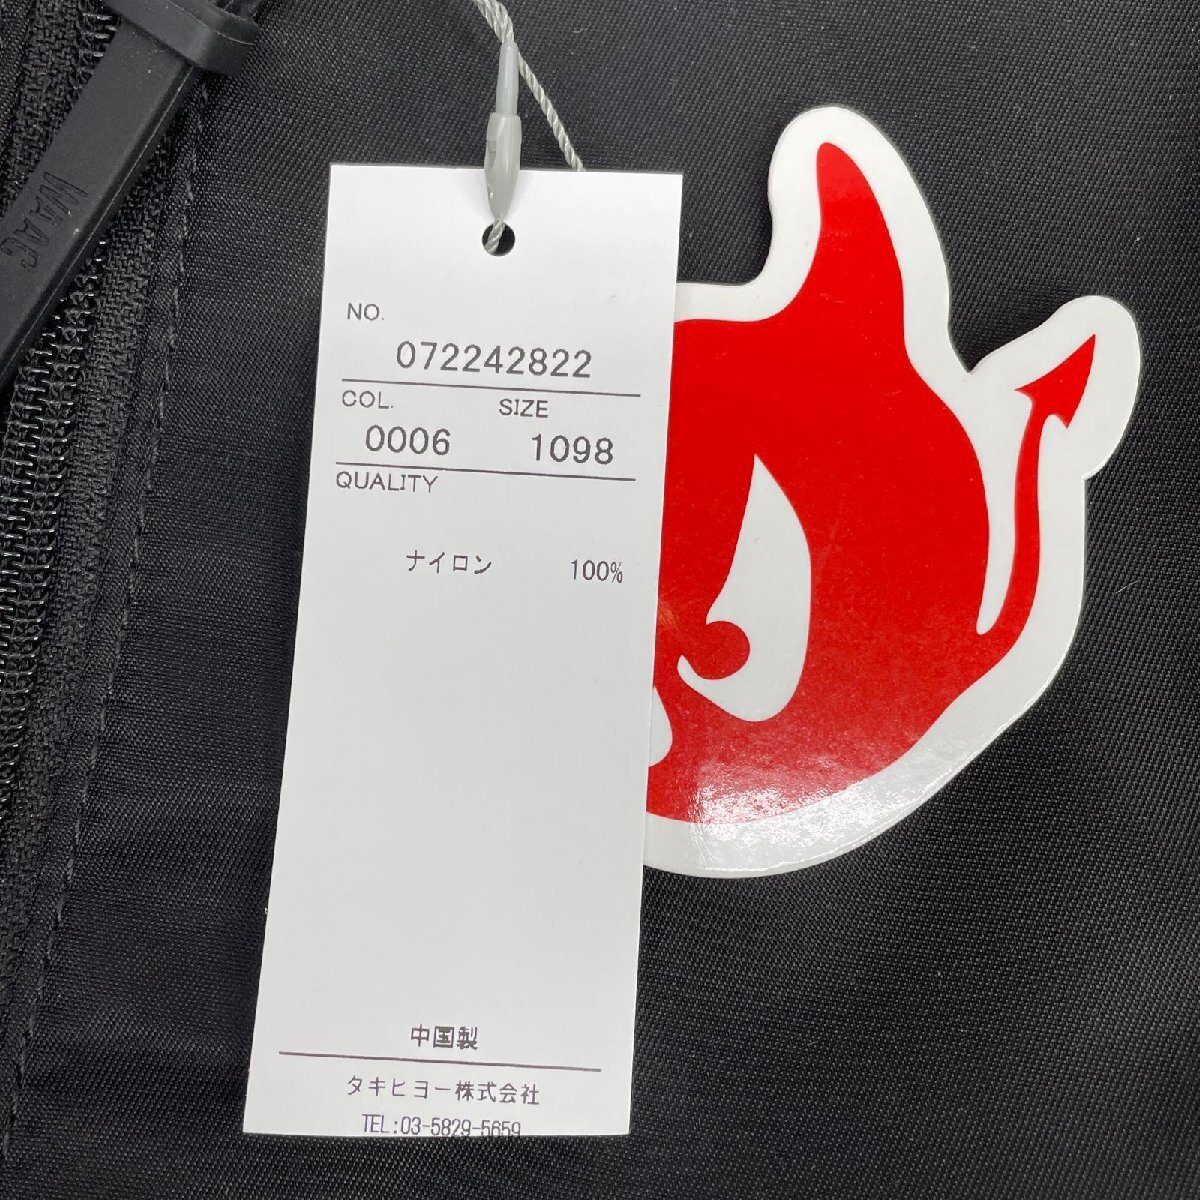 WAAC
NO.
072242822
COL. SIZE
0006 1098
QUALITY
ナイロン 100%
中国製
タキヒヨー株式会社
TEL:03-5829-5659